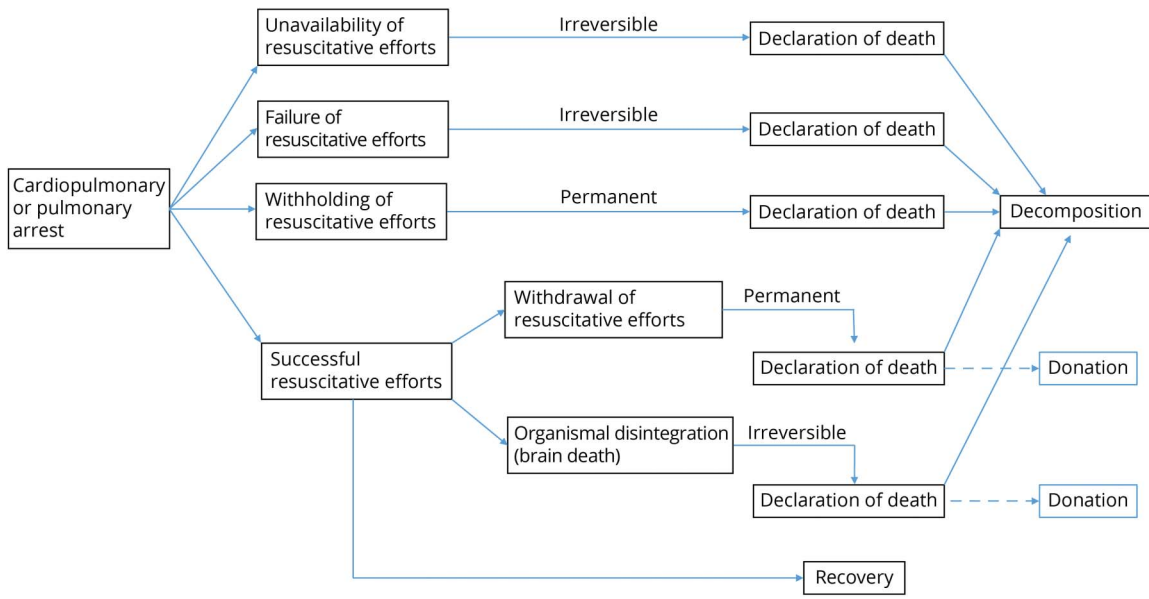 Unavailability of
resuscitative efforts
Irreversible
Declaration of death
Failure of
resuscitative efforts
Irreversible
Declaration of death
Cardiopulmonary
or pulmonary
arrest
Withholding of
resuscitative efforts
Permanent
Declaration of death
Decomposition
Withdrawal of
resuscitative efforts
Permanent
Successful
resuscitative efforts
Declaration of death
Donation
Organismal disintegration
(brain death)
Irreversible
Declaration of death
Donation
Recovery